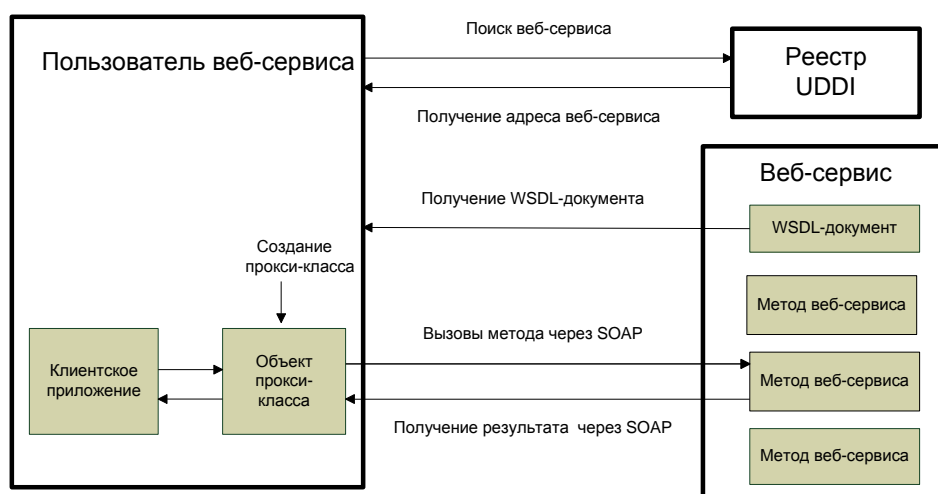 Поиск веб-сервиса
Пользователь веб-сервиса
Реестр
UDDI
Получение адреса веб-сервиса
Веб-сервис
Получение WSDL-документа
WSDL-документ
Создание
прокси-класса
Метод веб-сервиса
Вызовы метода через SOAP
Клиентское
приложение
Объект
прокси-
класса
Метод веб-сервиса
Получение результата через SOAP
Метод веб-сервиса